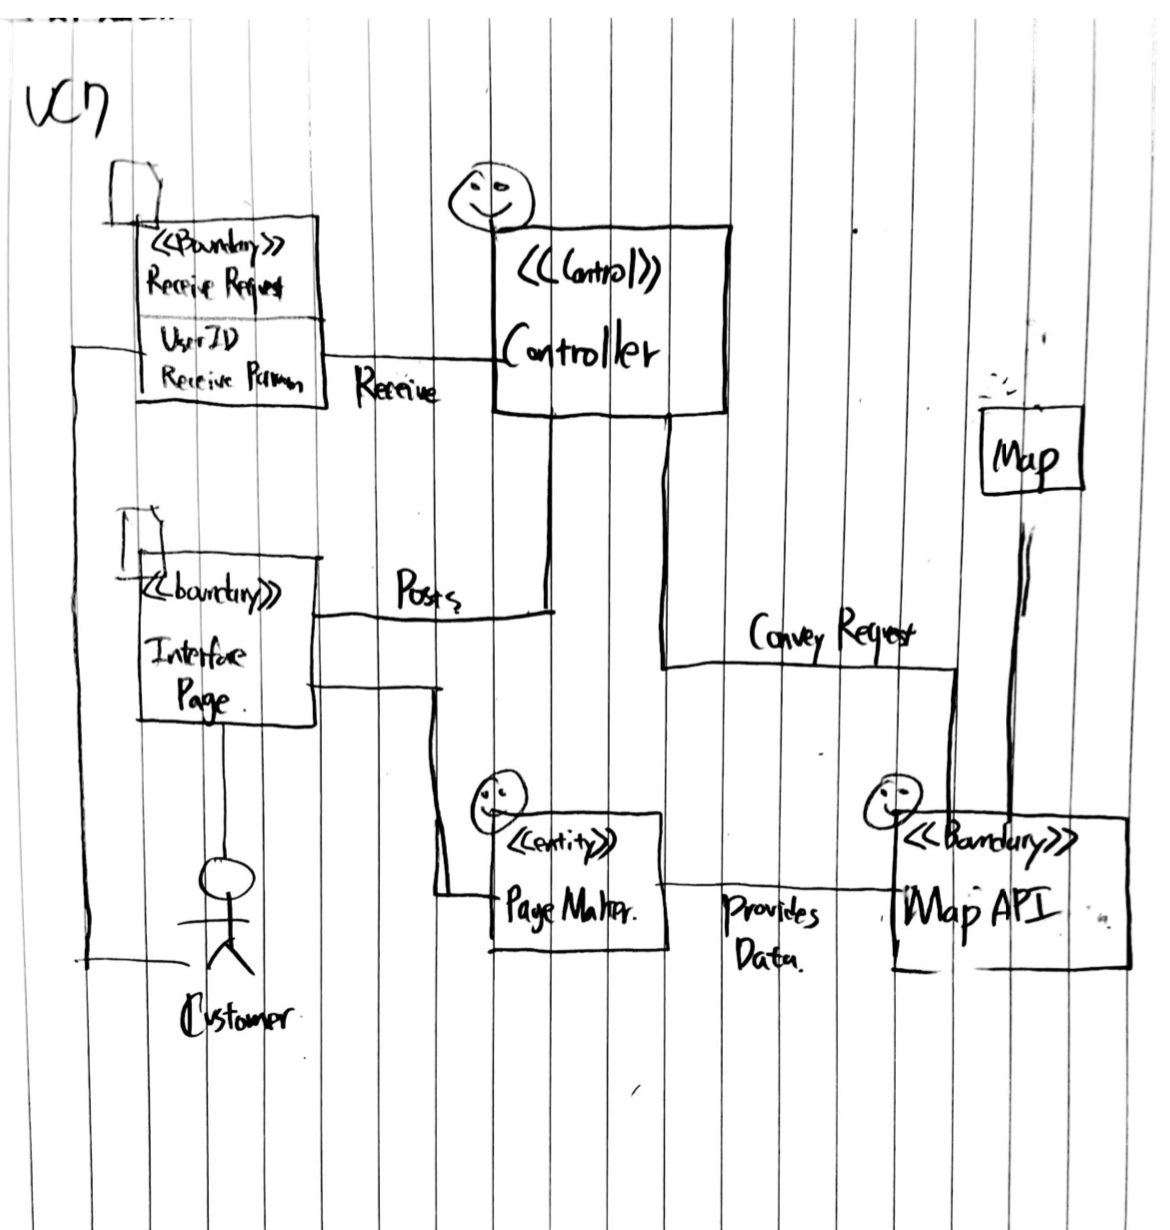 UC7
<<Boundary>>
Receive Request
UserID
Receive Param
<<Control>>
Controller
Receive
Map
<<boundary>>
Interface
Page.
Posts
Convey Request
<<entity>>
Page Maker.
Provides
Data.
<<Boundary>>
Map API
Customer